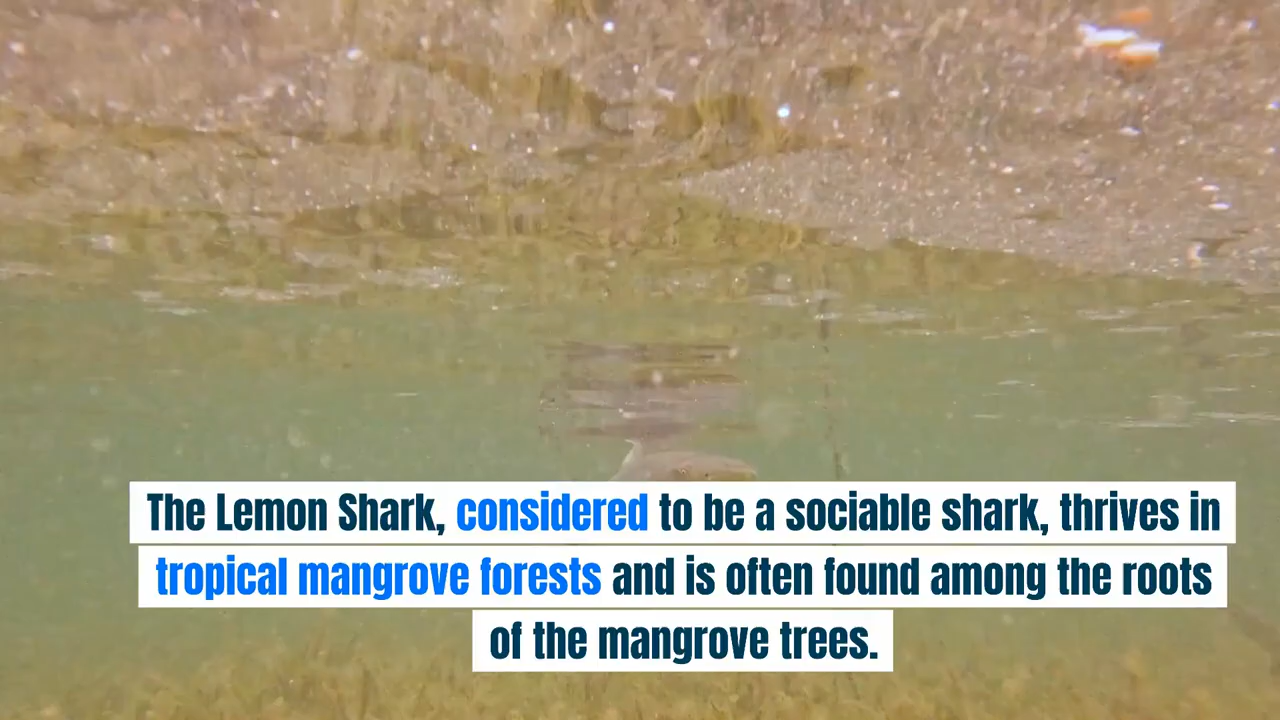 The Lemon Shark, considered to be a sociable shark, thrives in
tropical mangrove forests and is often found among the roots
of the mangrove trees.